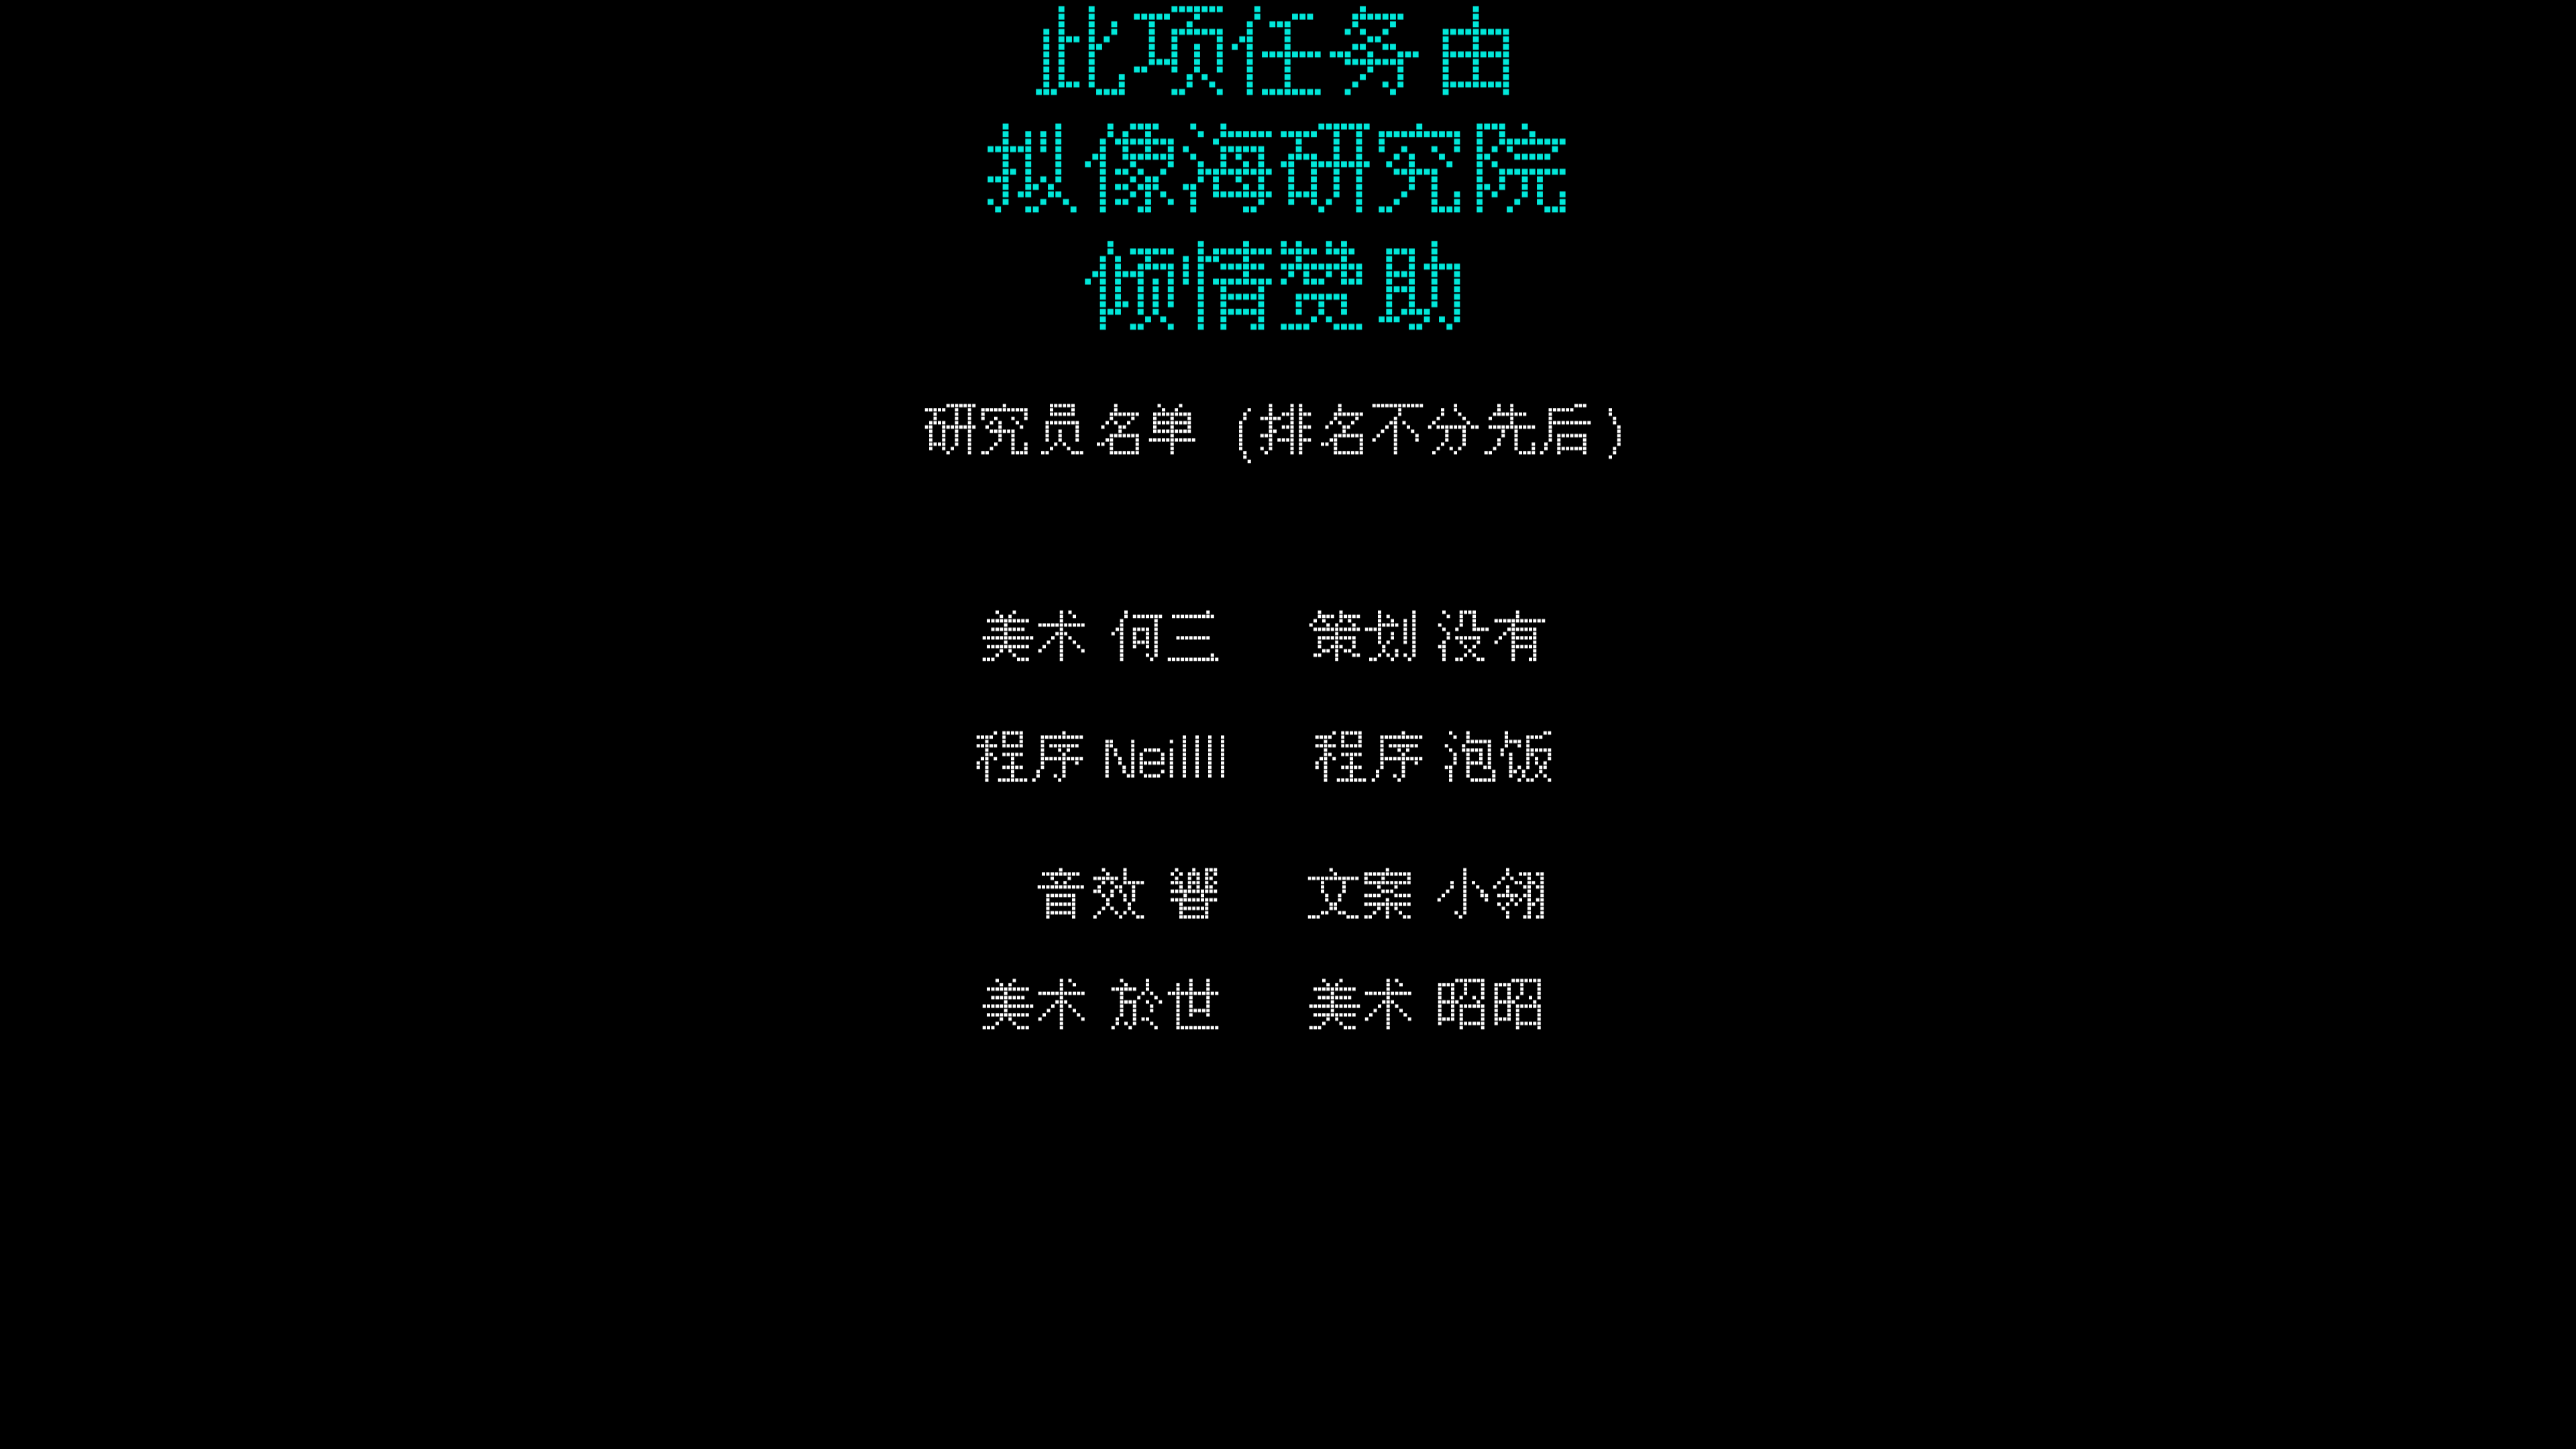 此项任务由
拟像海研究院
倾情赞助
研究员名单（排名不分先后）
美术 何三 策划 没有
程序 Neilllll 程序 泡饭
音效 響 文案 小翎
美术 於世 美术 昭昭